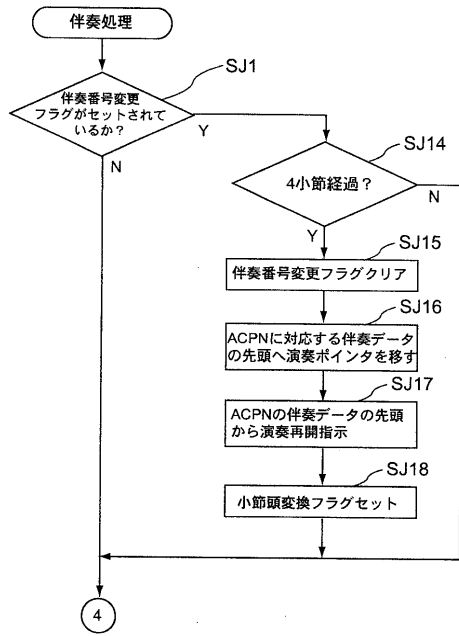 伴奏処理
SJ1
伴奏番号変更
フラグがセットされて
いるか？
Y
N
SJ14
4小節経過？
N
Y
SJ15
伴奏番号変更フラグクリア
SJ16
ACPNに対応する伴奏データ
の先頭へ演奏ポインタを移す
SJ17
ACPNの伴奏データの先頭
から演奏再開指示
SJ18
小節頭変換フラグセット
4